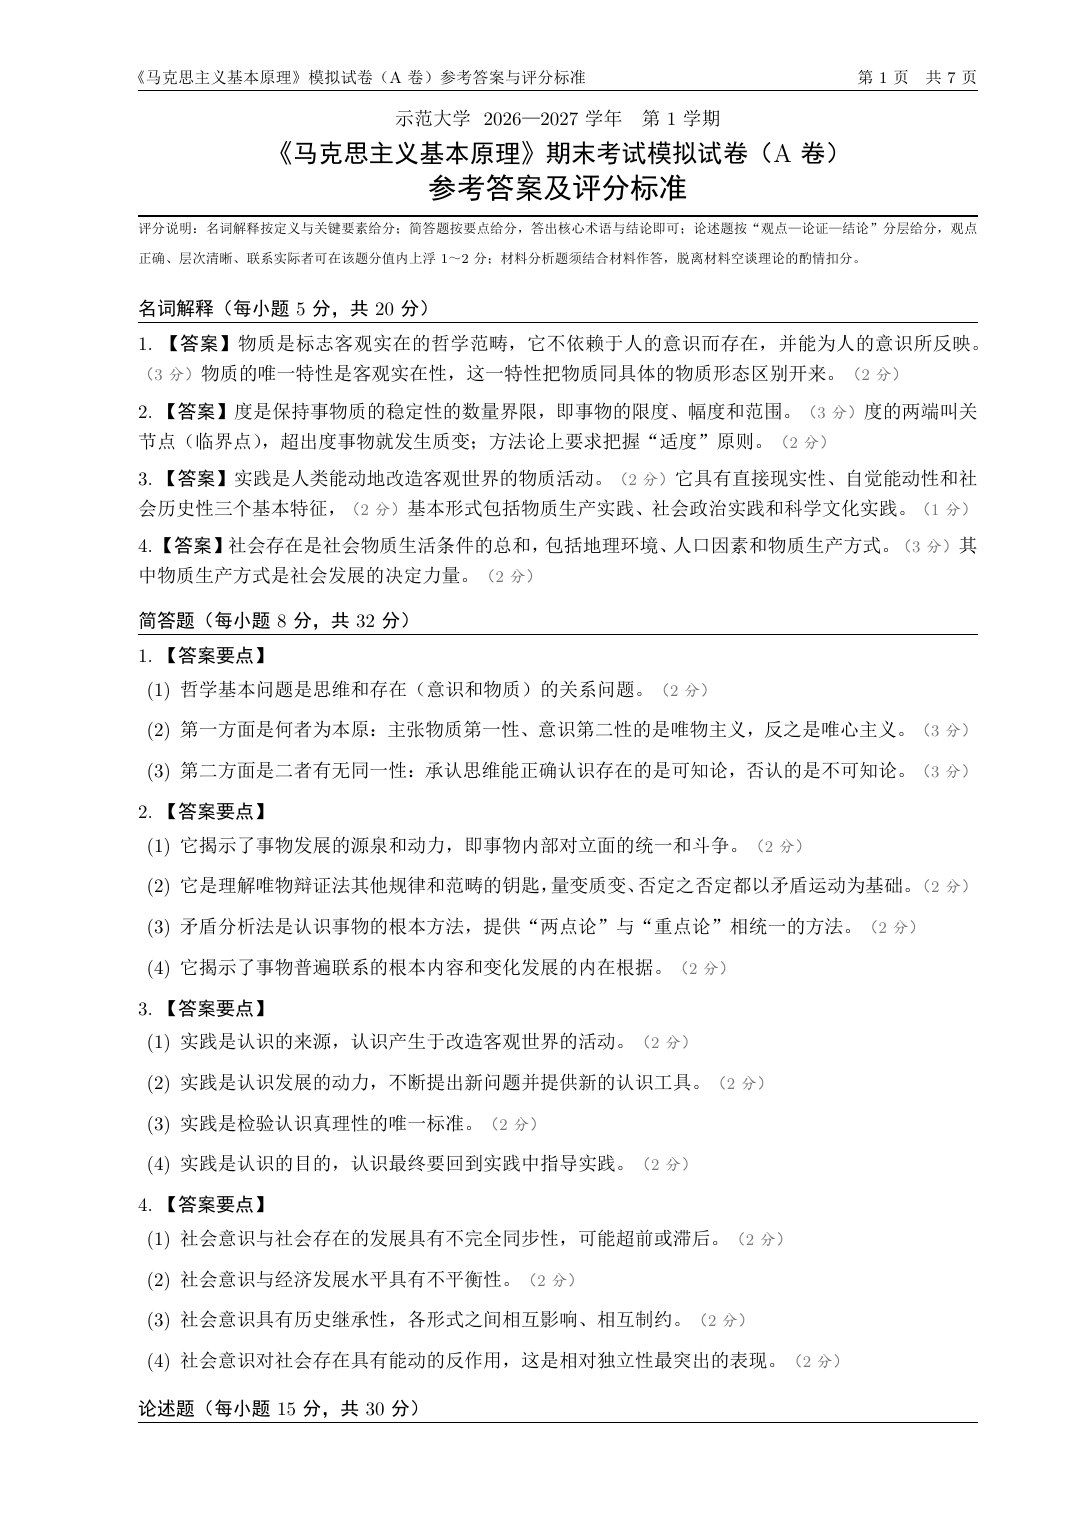 《马克思主义基本原理》模拟试卷（A 卷）参考答案与评分标准 第 1 页 共 7 页
示范大学 2026—2027 学年 第 1 学期
《马克思主义基本原理》期末考试模拟试卷（A 卷）
参考答案及评分标准
评分说明：名词解释按定义与关键要素给分；简答题按要点给分，答出核心术语与结论即可；论述题按“观点—论证—结论”分层给分，观点
正确、层次清晰、联系实际者可在该题分值内上浮 1～2 分；材料分析题须结合材料作答，脱离材料空谈理论的酌情扣分。
名词解释（每小题 5 分，共 20 分）
1. 【答案】物质是标志客观实在的哲学范畴，它不依赖于人的意识而存在，并能为人的意识所反映。
（3 分）物质的唯一特性是客观实在性，这一特性把物质同具体的物质形态区别开来。（2 分）
2. 【答案】度是保持事物质的稳定性的数量界限，即事物的限度、幅度和范围。（3 分）度的两端叫关
节点（临界点），超出度事物就发生质变；方法论上要求把握“适度”原则。（2 分）
3. 【答案】实践是人类能动地改造客观世界的物质活动。（2 分）它具有直接现实性、自觉能动性和社
会历史性三个基本特征，（2 分）基本形式包括物质生产实践、社会政治实践和科学文化实践。（1 分）
4. 【答案】社会存在是社会物质生活条件的总和，包括地理环境、人口因素和物质生产方式。（3 分）其
中物质生产方式是社会发展的决定力量。（2 分）
简答题（每小题 8 分，共 32 分）
1. 【答案要点】
(1) 哲学基本问题是思维和存在（意识和物质）的关系问题。（2 分）
(2) 第一方面是何者为本原：主张物质第一性、意识第二性的是唯物主义，反之是唯心主义。（3 分）
(3) 第二方面是二者有无同一性：承认思维能正确认识存在的是可知论，否认的是不可知论。（3 分）
2. 【答案要点】
(1) 它揭示了事物发展的源泉和动力，即事物内部对立面的统一和斗争。（2 分）
(2) 它是理解唯物辩证法其他规律和范畴的钥匙，量变质变、否定之否定都以矛盾运动为基础。（2 分）
(3) 矛盾分析法是认识事物的根本方法，提供“两点论”与“重点论”相统一的方法。（2 分）
(4) 它揭示了事物普遍联系的根本内容和变化发展的内在根据。（2 分）
3. 【答案要点】
(1) 实践是认识的来源，认识产生于改造客观世界的活动。（2 分）
(2) 实践是认识发展的动力，不断提出新问题并提供新的认识工具。（2 分）
(3) 实践是检验认识真理性的唯一标准。（2 分）
(4) 实践是认识的目的，认识最终要回到实践中指导实践。（2 分）
4. 【答案要点】
(1) 社会意识与社会存在的发展具有不完全同步性，可能超前或滞后。（2 分）
(2) 社会意识与经济发展水平具有不平衡性。（2 分）
(3) 社会意识具有历史继承性，各形式之间相互影响、相互制约。（2 分）
(4) 社会意识对社会存在具有能动的反作用，这是相对独立性最突出的表现。（2 分）
论述题（每小题 15 分，共 30 分）